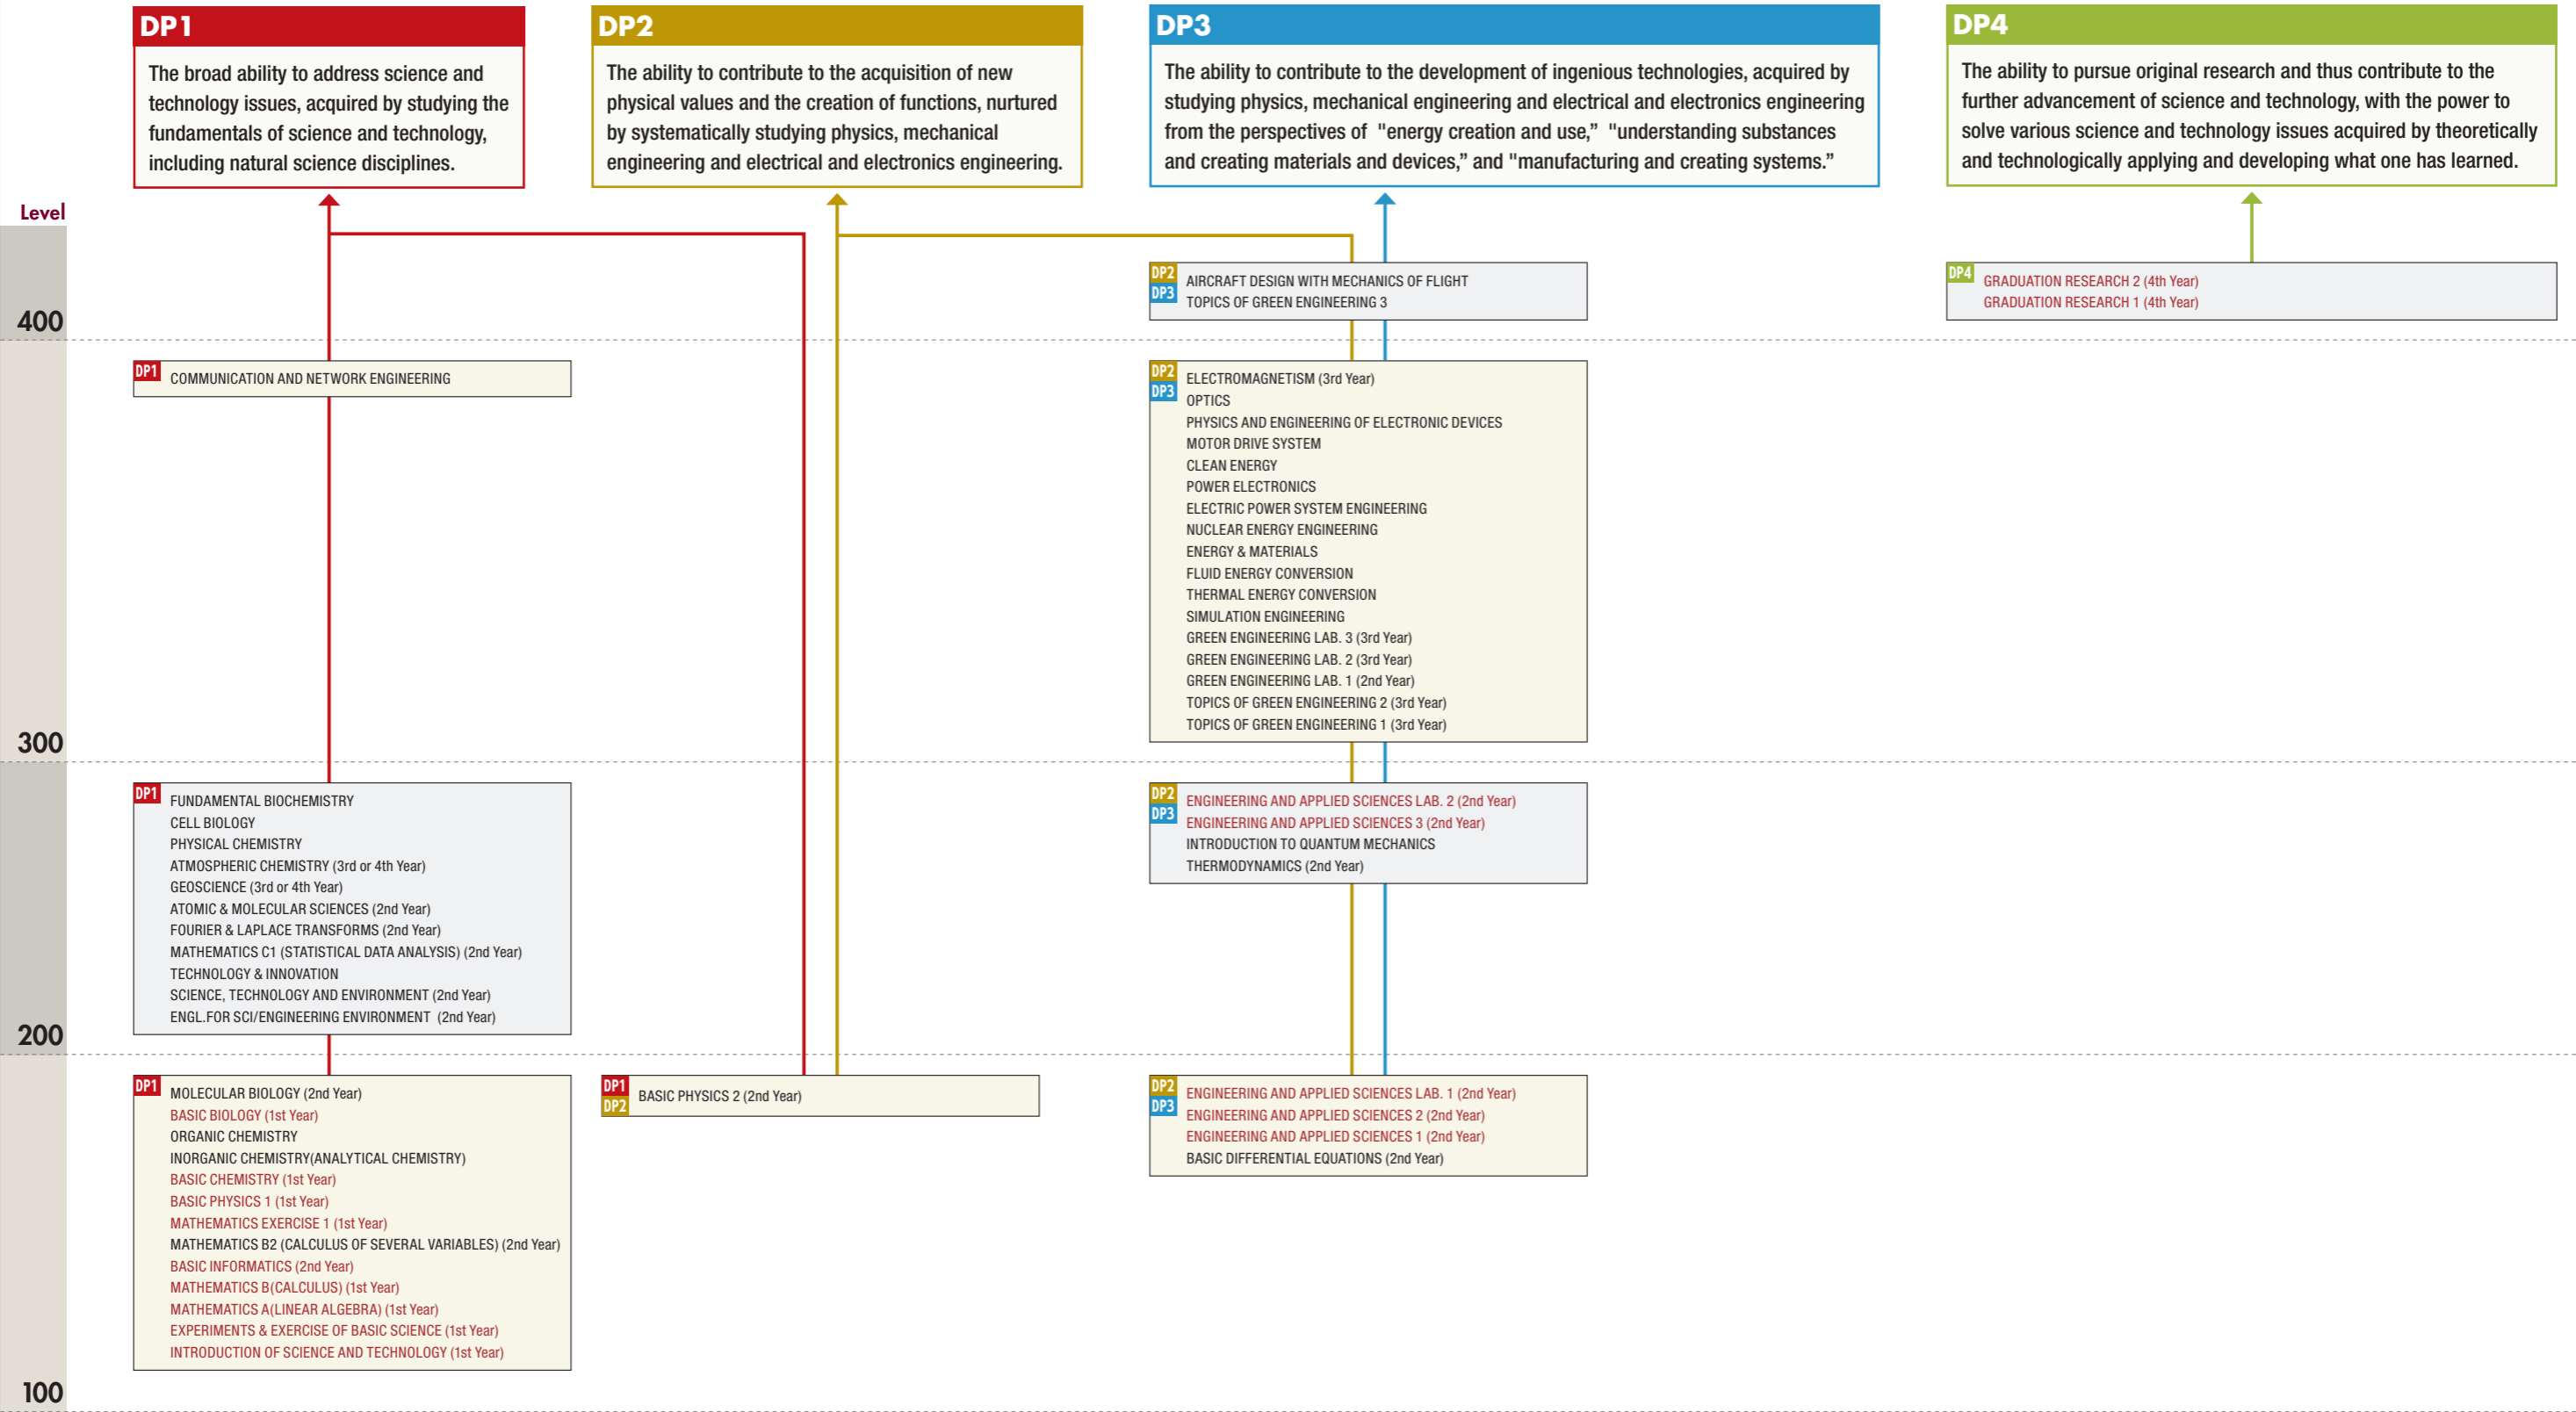 DP1
The broad ability to address science and
technology issues, acquired by studying the
fundamentals of science and technology,
including natural science disciplines.
DP2
The ability to contribute to the acquisition of new
physical values and the creation of functions, nurtured
by systematically studying physics, mechanical
engineering and electrical and electronics engineering.
DP3
The ability to contribute to the development of ingenious technologies, acquired by
studying physics, mechanical engineering and electrical and electronics engineering
from the perspectives of "energy creation and use,” "understanding substances
and creating materials and devices,” and "manufacturing and creating systems.”
DP4
The ability to pursue original research and thus contribute to the
further advancement of science and technology, with the power to
solve various science and technology issues acquired by theoretically
and technologically applying and developing what one has learned.
Level
400
DP2
DP3
AIRCRAFT DESIGN WITH MECHANICS OF FLIGHT
TOPICS OF GREEN ENGINEERING 3
DP4
GRADUATION RESEARCH 2 (4th Year)
GRADUATION RESEARCH 1 (4th Year)
300
DP1
COMMUNICATION AND NETWORK ENGINEERING
DP2
DP3
ELECTROMAGNETISM (3rd Year)
OPTICS
PHYSICS AND ENGINEERING OF ELECTRONIC DEVICES
MOTOR DRIVE SYSTEM
CLEAN ENERGY
POWER ELECTRONICS
ELECTRIC POWER SYSTEM ENGINEERING
NUCLEAR ENERGY ENGINEERING
ENERGY & MATERIALS
FLUID ENERGY CONVERSION
THERMAL ENERGY CONVERSION
SIMULATION ENGINEERING
GREEN ENGINEERING LAB. 3 (3rd Year)
GREEN ENGINEERING LAB. 2 (3rd Year)
GREEN ENGINEERING LAB. 1 (2nd Year)
TOPICS OF GREEN ENGINEERING 2 (3rd Year)
TOPICS OF GREEN ENGINEERING 1 (3rd Year)
200
DP1
FUNDAMENTAL BIOCHEMISTRY
CELL BIOLOGY
PHYSICAL CHEMISTRY
ATMOSPHERIC CHEMISTRY (3rd or 4th Year)
GEOSCIENCE (3rd or 4th Year)
ATOMIC & MOLECULAR SCIENCES (2nd Year)
FOURIER & LAPLACE TRANSFORMS (2nd Year)
MATHEMATICS C1 (STATISTICAL DATA ANALYSIS) (2nd Year)
TECHNOLOGY & INNOVATION
SCIENCE, TECHNOLOGY AND ENVIRONMENT (2nd Year)
ENGL.FOR SCI/ENGINEERING ENVIRONMENT (2nd Year)
DP2
DP3
ENGINEERING AND APPLIED SCIENCES LAB. 2 (2nd Year)
ENGINEERING AND APPLIED SCIENCES 3 (2nd Year)
INTRODUCTION TO QUANTUM MECHANICS
THERMODYNAMICS (2nd Year)
100
DP1
MOLECULAR BIOLOGY (2nd Year)
BASIC BIOLOGY (1st Year)
ORGANIC CHEMISTRY
INORGANIC CHEMISTRY(ANALYTICAL CHEMISTRY)
BASIC CHEMISTRY (1st Year)
BASIC PHYSICS 1 (1st Year)
MATHEMATICS EXERCISE 1 (1st Year)
MATHEMATICS B2 (CALCULUS OF SEVERAL VARIABLES) (2nd Year)
BASIC INFORMATICS (2nd Year)
MATHEMATICS B(CALCULUS) (1st Year)
MATHEMATICS A(LINEAR ALGEBRA) (1st Year)
EXPERIMENTS & EXERCISE OF BASIC SCIENCE (1st Year)
INTRODUCTION OF SCIENCE AND TECHNOLOGY (1st Year)
DP1
DP2
BASIC PHYSICS 2 (2nd Year)
DP2
DP3
ENGINEERING AND APPLIED SCIENCES LAB. 1 (2nd Year)
ENGINEERING AND APPLIED SCIENCES 2 (2nd Year)
ENGINEERING AND APPLIED SCIENCES 1 (2nd Year)
BASIC DIFFERENTIAL EQUATIONS (2nd Year)